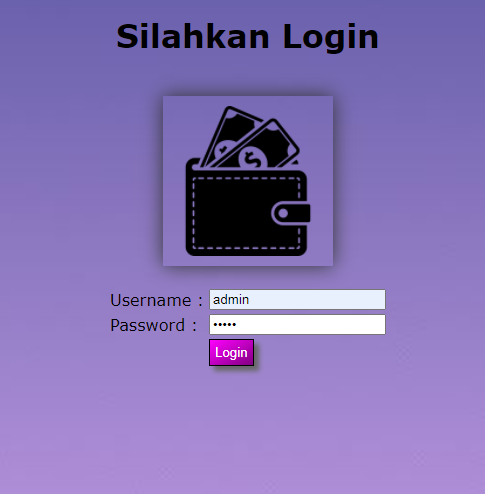 Silahkan Login
$
Username : admin
Password : •••••
Login